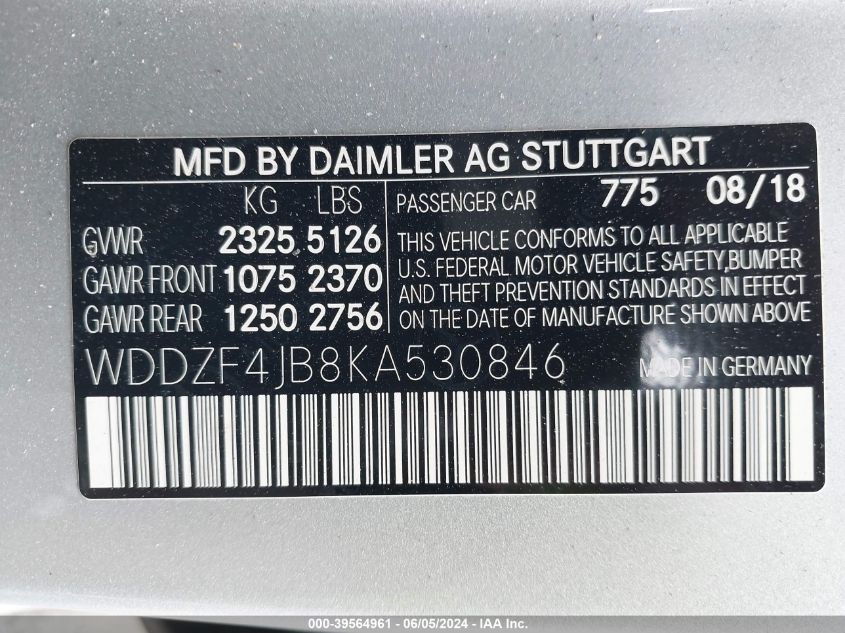 MFD BY DAIMLER AG STUTTGART
KG LBS
GVWR 2325 5126
GAWR FRONT 1075 2370
GAWR REAR 1250 2756
PASSENGER CAR 775 08/18
THIS VEHICLE CONFORMS TO ALL APPLICABLE
U.S. FEDERAL MOTOR VEHICLE SAFETY,BUMPER
AND THEFT PREVENTION STANDARDS IN EFFECT
ON THE DATE OF MANUFACTURE SHOWN ABOVE
WDDZF4JB8KA530846
MADE IN GERMANY
000-39564961 - 06/05/2024 - IAA Inc.